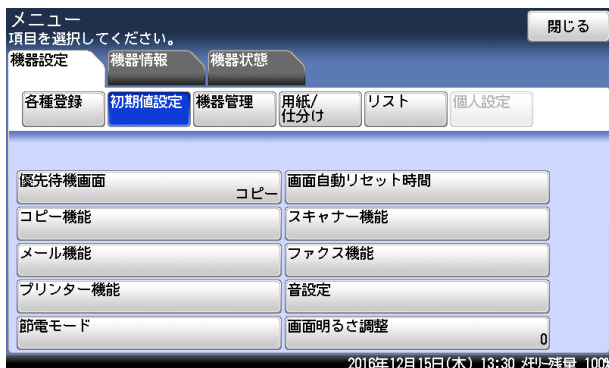 メニュー
項目を選択してください。
閉じる
機器設定 機器情報 機器状態
各種登録 初期値設定 機器管理 用紙/
仕分け リスト 個人設定
優先待機画面 コピー 画面自動リセット時間
コピー機能 スキャナー機能
メール機能 ファクス機能
プリンター機能 音設定
節電モード 画面明るさ調整 0
2016年12月15日(木) 13:30 メモリー残量 100%